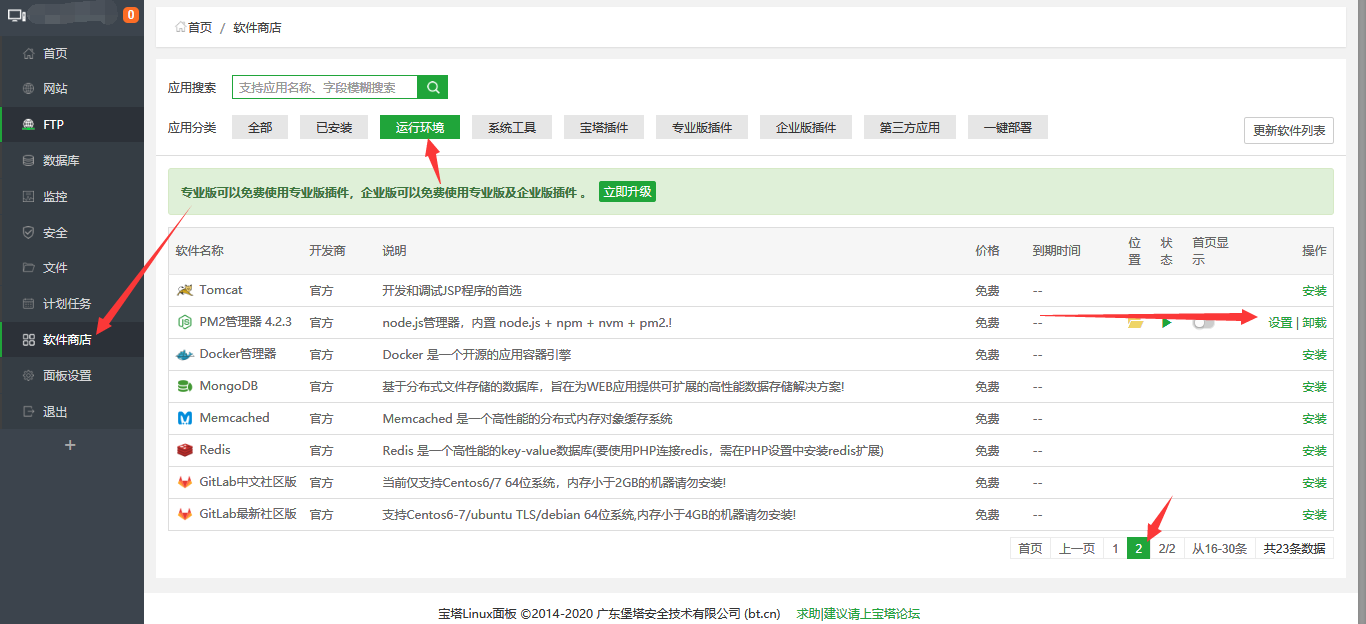 0
首页
网站
FTP
数据库
监控
安全
文件
计划任务
软件商店
面板设置
退出
+
首页 / 软件商店
应用搜索 支持应用名称、字段模糊搜索
应用分类 全部 已安装 运行环境 系统工具 宝塔插件 专业版插件 企业版插件 第三方应用 一键部署 更新软件列表
专业版可以免费使用专业版插件，企业版可以免费使用专业版及企业版插件 。 立即升级
软件名称 开发商 说明 价格 到期时间 位置 状态 首页显示 操作
Tomcat 官方 开发和调试JSP程序的首选 免费 -- 安装
PM2管理器 4.2.3 官方 node.js管理器，内置 node.js + npm + nvm + pm2.! 免费 -- 设置 | 卸载
Docker管理器 官方 Docker 是一个开源的应用容器引擎 免费 -- 安装
MongoDB 官方 基于分布式文件存储的数据库，旨在为WEB应用提供可扩展的高性能数据存储解决方案! 免费 -- 安装
Memcached 官方 Memcached 是一个高性能的分布式内存对象缓存系统 免费 -- 安装
Redis 官方 Redis 是一个高性能的key-value数据库(要使用PHP连接redis，需在PHP设置中安装redis扩展) 免费 -- 安装
GitLab中文社区版 官方 当前仅支持Centos6/7 64位系统，内存小于2GB的机器请勿安装! 免费 -- 安装
GitLab最新社区版 官方 支持Centos6-7/ubuntu TLS/debian 64位系统,内存小于4GB的机器请勿安装! 免费 -- 安装
首页 上一页 1 2 2/2 从16-30条 共23条数据
宝塔Linux面板 ©2014-2020 广东堡塔安全技术有限公司 (bt.cn) 求助|建议请上宝塔论坛